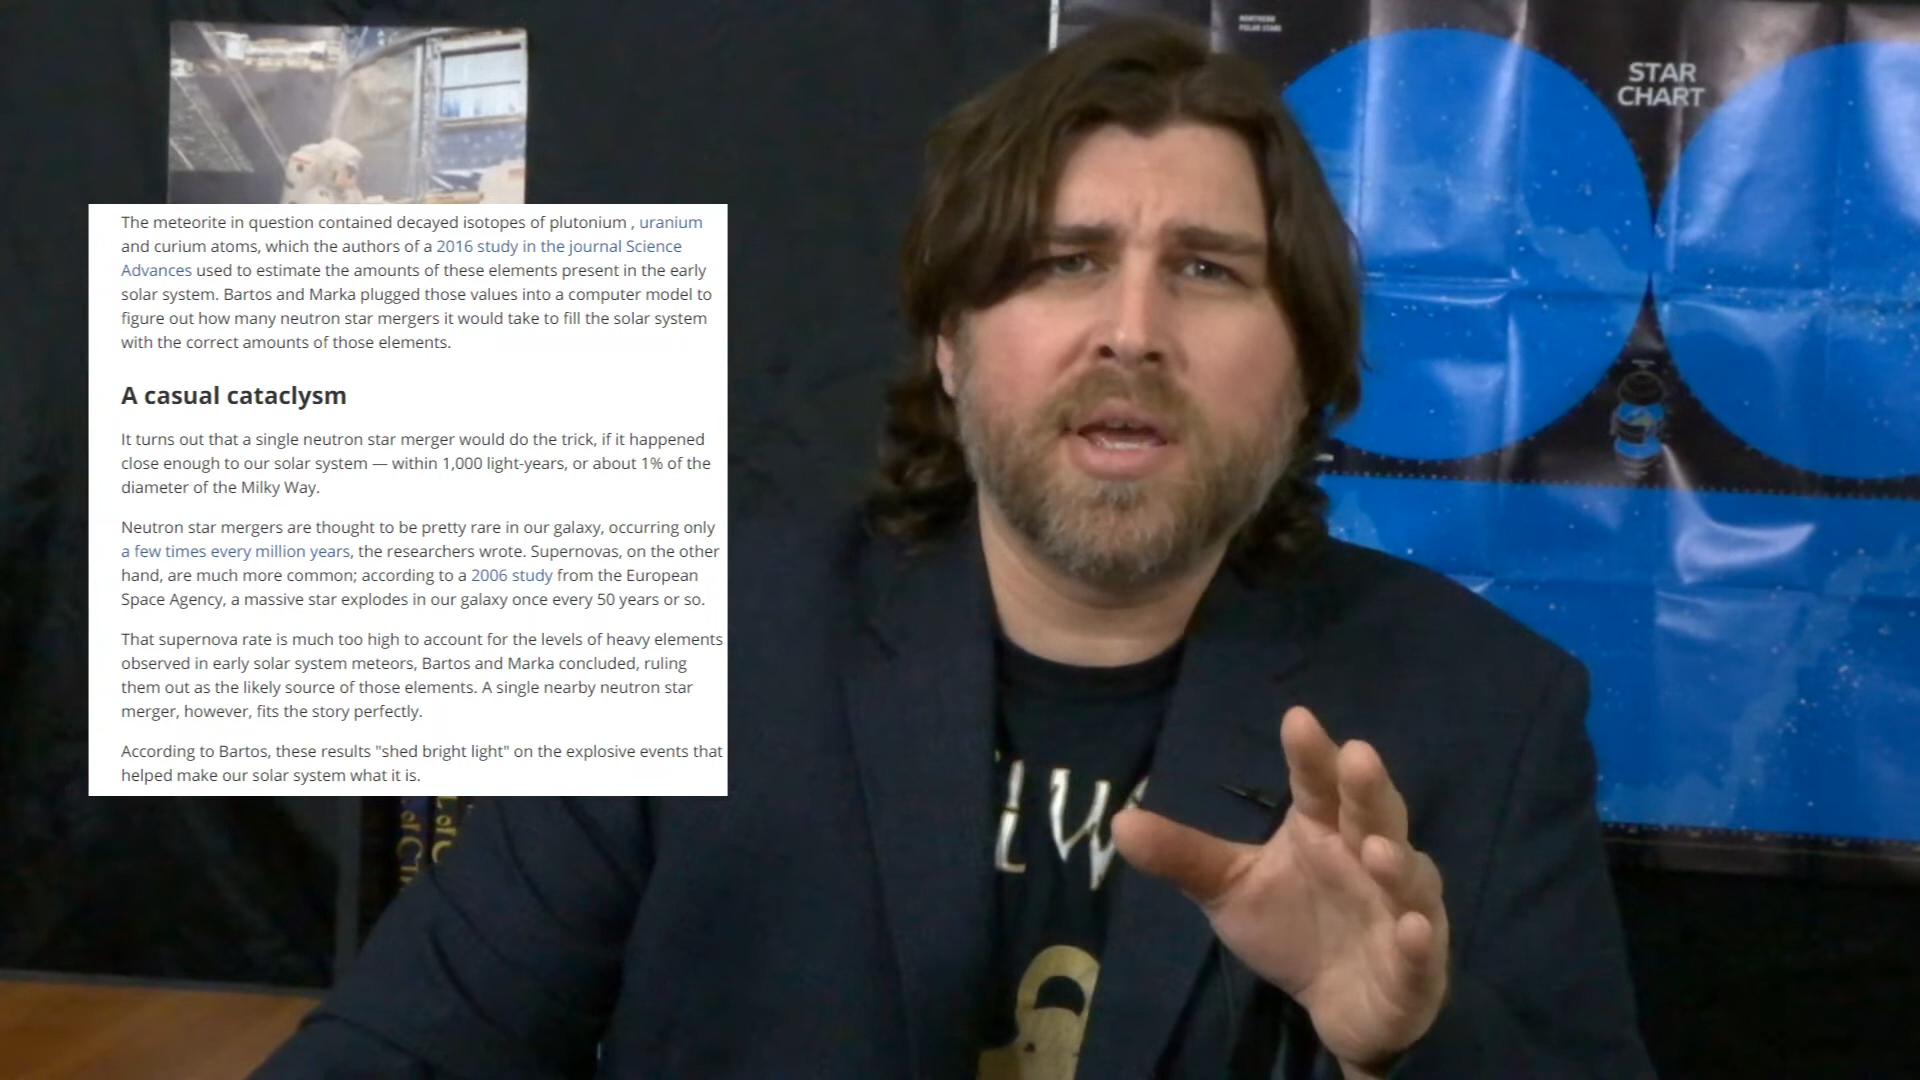 NORTHERN
POLAR STARS
STAR
CHART
The meteorite in question contained decayed isotopes of plutonium , uranium
and curium atoms, which the authors of a 2016 study in the journal Science
Advances used to estimate the amounts of these elements present in the early
solar system. Bartos and Marka plugged those values into a computer model to
figure out how many neutron star mergers it would take to fill the solar system
with the correct amounts of those elements.
A casual cataclysm
It turns out that a single neutron star merger would do the trick, if it happened
close enough to our solar system — within 1,000 light-years, or about 1% of the
diameter of the Milky Way.
Neutron star mergers are thought to be pretty rare in our galaxy, occurring only
a few times every million years, the researchers wrote. Supernovas, on the other
hand, are much more common; according to a 2006 study from the European
Space Agency, a massive star explodes in our galaxy once every 50 years or so.
That supernova rate is much too high to account for the levels of heavy elements
observed in early solar system meteors, Bartos and Marka concluded, ruling
them out as the likely source of those elements. A single nearby neutron star
merger, however, fits the story perfectly.
According to Bartos, these results "shed bright light" on the explosive events that
helped make our solar system what it is.